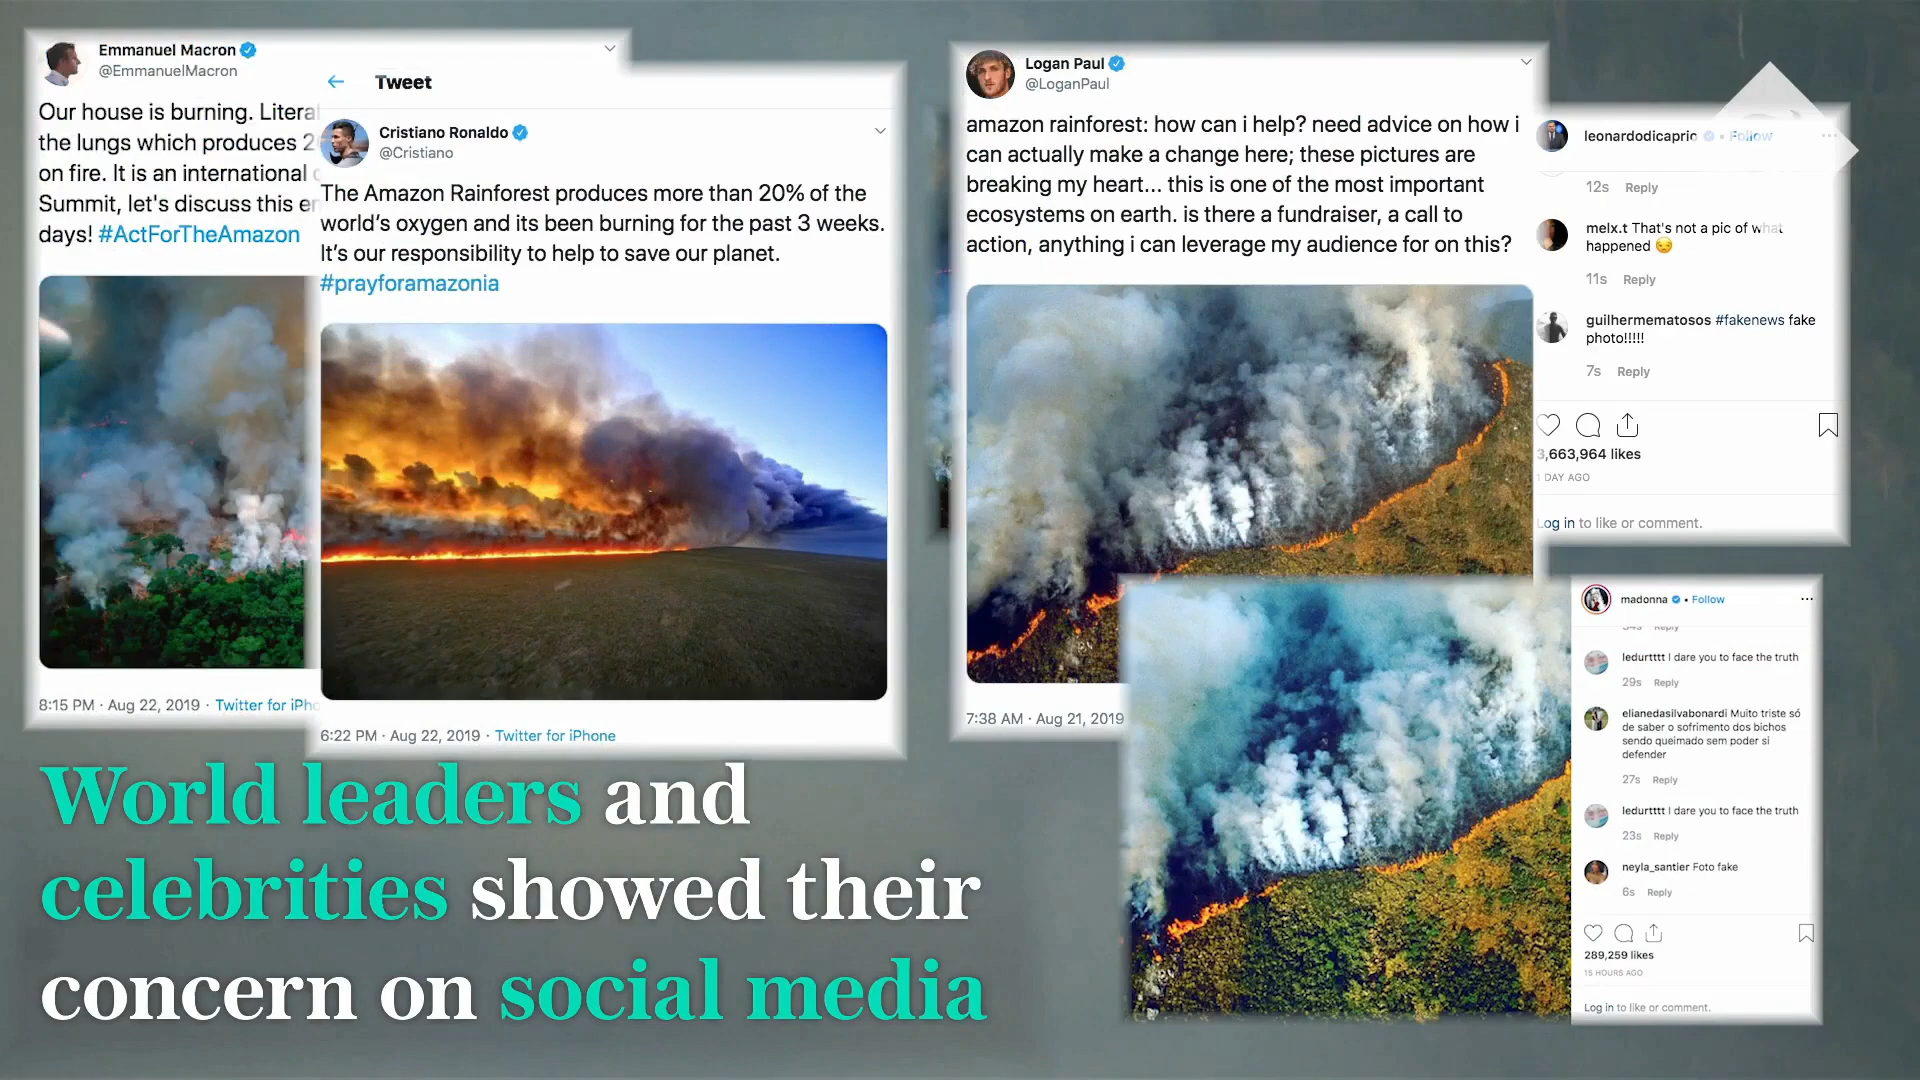 Emmanuel Macron
@EmmanuelMacron
Our house is burning.
the lungs which produces
on fire. It is an international
Summit, let's discuss this
days! #ActForTheAmazon
8:15 PM · Aug 22, 2019 · Twitter for
Tweet
Cristiano Ronaldo
@Cristiano
The Amazon Rainforest produces more than 20% of the
world’s oxygen and its been burning for the past 3 weeks.
It’s our responsibility to help to save our planet.
#prayforamazonia
6:22 PM · Aug 22, 2019 · Twitter for iPhone
Logan Paul
@LoganPaul
amazon rainforest: how can i help? need advice on how i
can actually make a change here; these pictures are
breaking my heart... this is one of the most important
ecosystems on earth. is there a fundraiser, a call to
action, anything i can leverage my audience for on this?
7:38 AM · Aug 21, 2019
leonardodicaprio • Follow
12s Reply
melx.t That's not a pic of what
happened 😒
11s Reply
guilhermematosos #fakenews fake
photo!!!!!
7s Reply
3,663,964 likes
1 DAY AGO
Log in to like or comment.
madonna • Follow
34s Reply
ledurtttt I dare you to face the truth
29s Reply
elianedasilvabonardi Muito triste só
de saber o sofrimento dos bichos
sendo queimado sem poder si
defender
27s Reply
ledurtttt I dare you to face the truth
23s Reply
neyla_santier Foto fake
6s Reply
289,259 likes
15 HOURS AGO
Log in to like or comment.
World leaders and
celebrities showed their
concern on social media